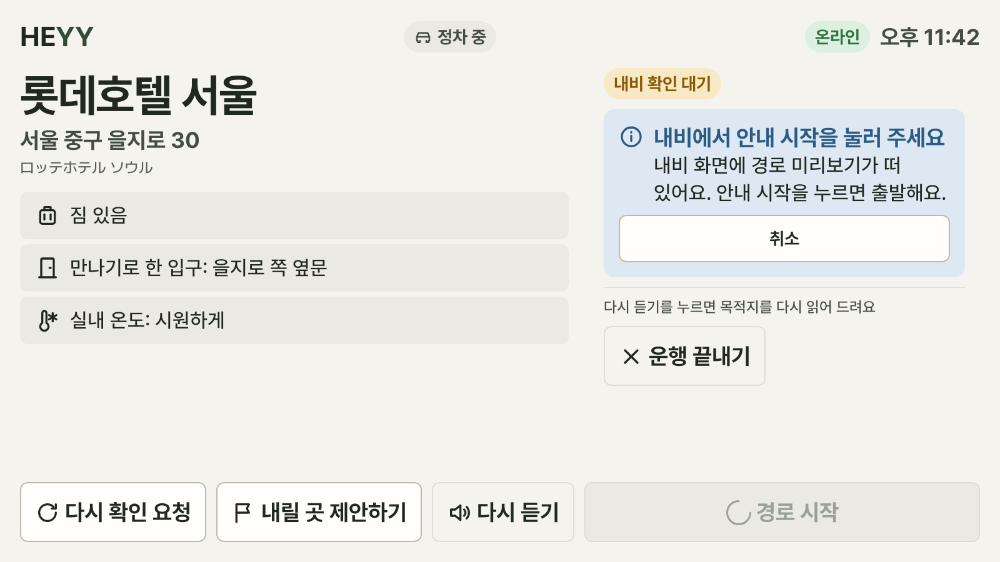 HEYY
정차 중
온라인
오후 11:42
롯데호텔 서울
서울 중구 을지로 30
ロッテホテル ソウル
짐 있음
만나기로 한 입구: 을지로 쪽 옆문
실내 온도: 시원하게
내비 확인 대기
내비에서 안내 시작을 눌러 주세요
내비 화면에 경로 미리보기가 떠
있어요. 안내 시작을 누르면 출발해요.
취소
다시 듣기를 누르면 목적지를 다시 읽어 드려요
운행 끝내기
다시 확인 요청
내릴 곳 제안하기
다시 듣기
경로 시작